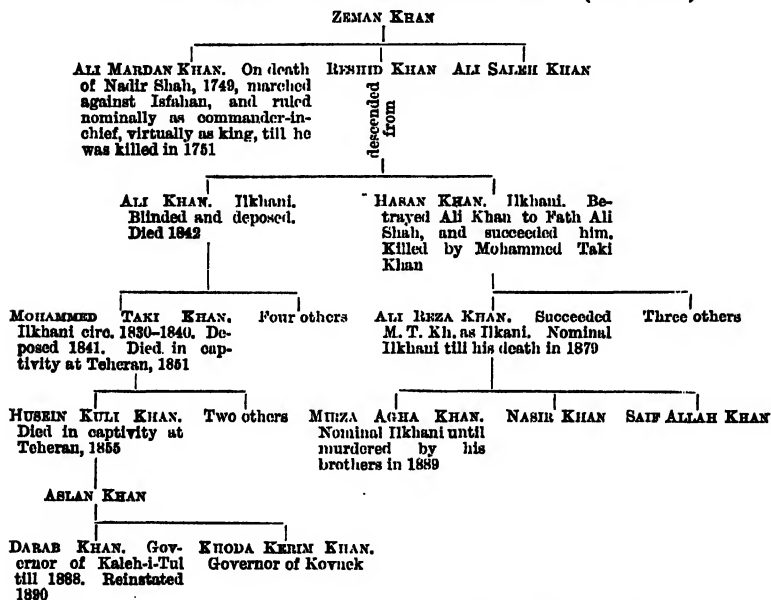 ZEMAN KHAN
ALI MARDAN KHAN. On death
of Nadir Shah, 1749, marched
against Isfahan, and ruled
nominally as commander-in-
chief, virtually as king, till he
was killed in 1751
RESHID KHAN
ALI SALEH KHAN
descended
from
ALI KHAN. Ilkhani.
Blinded and deposed.
Died 1842
HASAN KHAN. Ilkhani. Be-
trayed Ali Khan to Fath Ali
Shah, and succeeded him.
Killed by Mohammed Taki
Khan
MOHAMMED TAKI KHAN.
Ilkhani circ. 1830-1840. De-
posed 1841. Died in cap-
tivity at Teheran, 1851
Four others
ALI REZA KHAN. Succeeded
M. T. Kh. as Ilkani. Nominal
Ilkhani till his death in 1879
Three others
HUSEIN KULI KHAN.
Died in captivity at
Teheran, 1855
Two others
MIRZA AGHA KHAN.
Nominal Ilkhani until
murdered by his
brothers in 1889
NASIR KHAN
SAIF ALLAH KHAN
ASLAN KHAN
DARAB KHAN. Gov-
ernor of Kaleh-i-Tul
till 1888. Reinstated
1890
KHODA KERIM KHAN.
Governor of Kovnek